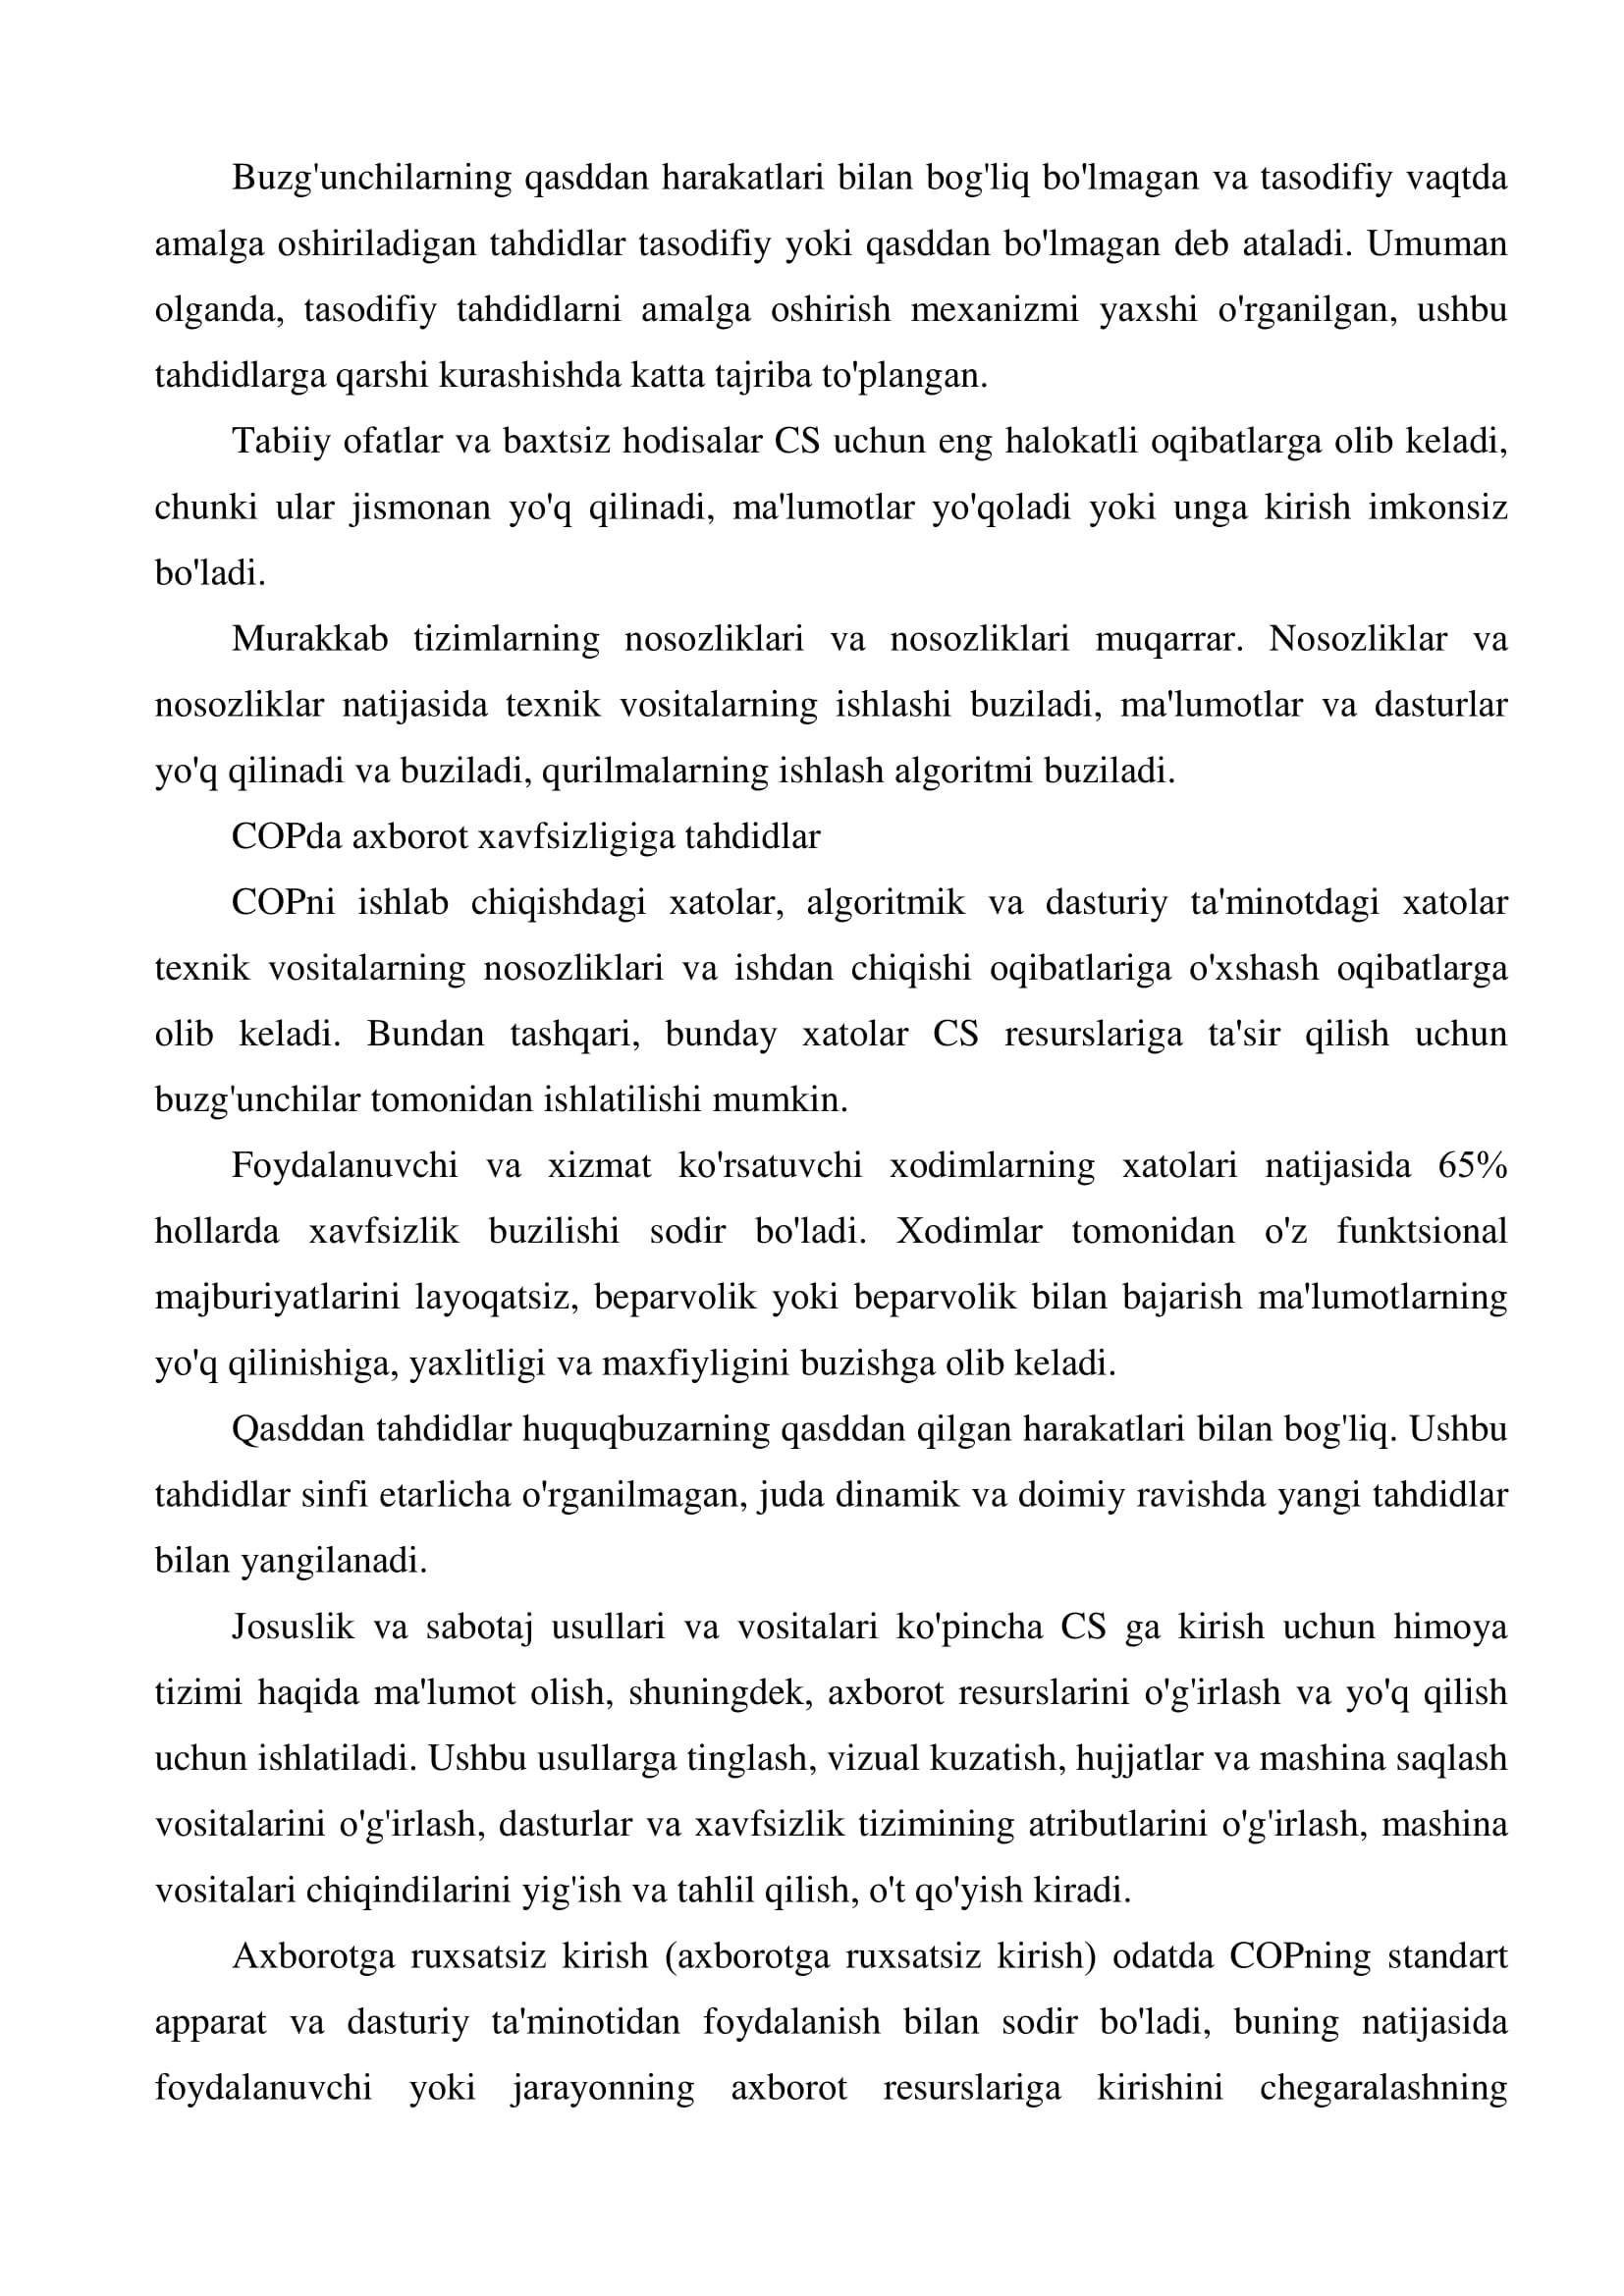 Buzg'unchilarning qasddan harakatlari bilan bog'liq bo'lmagan va tasodifiy vaqtda
amalga oshiriladigan tahdidlar tasodifiy yoki qasddan bo'lmagan deb ataladi. Umuman
olganda, tasodifiy tahdidlarni amalga oshirish mexanizmi yaxshi o'rganilgan, ushbu
tahdidlarga qarshi kurashishda katta tajriba to'plangan.
Tabiiy ofatlar va baxtsiz hodisalar CS uchun eng halokatli oqibatlarga olib keladi,
chunki ular jismonan yo'q qilinadi, ma'lumotlar yo'qoladi yoki unga kirish imkonsiz
bo'ladi.
Murakkab tizimlarning nosozliklari va nosozliklari muqarrar. Nosozliklar va
nosozliklar natijasida texnik vositalarning ishlashi buziladi, ma'lumotlar va dasturlar
yo'q qilinadi va buziladi, qurilmalarning ishlash algoritmi buziladi.
COPda axborot xavfsizligiga tahdidlar
COPni ishlab chiqishdagi xatolar, algoritmik va dasturiy ta'minotdagi xatolar
texnik vositalarning nosozliklari va ishdan chiqishi oqibatlariga o'xshash oqibatlarga
olib keladi. Bundan tashqari, bunday xatolar CS resurslariga ta'sir qilish uchun
buzg'unchilar tomonidan ishlatilishi mumkin.
Foydalanuvchi va xizmat ko'rsatuvchi xodimlarning xatolari natijasida 65%
hollarda xavfsizlik buzilishi sodir bo'ladi. Xodimlar tomonidan o'z funktsional
majburiyatlarini layoqatsiz, beparvolik yoki beparvolik bilan bajarish ma'lumotlarning
yo'q qilinishiga, yaxlitligi va maxfiyligini buzishga olib keladi.
Qasddan tahdidlar huquqbuzarning qasddan qilgan harakatlari bilan bog'liq. Ushbu
tahdidlar sinfi etarlicha o'rganilmagan, juda dinamik va doimiy ravishda yangi tahdidlar
bilan yangilanadi.
Josuslik va sabotaj usullari va vositalari ko'pincha CS ga kirish uchun himoya
tizimi haqida ma'lumot olish, shuningdek, axborot resurslarini o'g'irlash va yo'q qilish
uchun ishlatiladi. Ushbu usullarga tinglash, vizual kuzatish, hujjatlar va mashina saqlash
vositalarini o'g'irlash, dasturlar va xavfsizlik tizimining atributlarini o'g'irlash, mashina
vositalari chiqindilarini yig'ish va tahlil qilish, o't qo'yish kiradi.
Axborotga ruxsatsiz kirish (axborotga ruxsatsiz kirish) odatda COPning standart
apparat va dasturiy ta'minotidan foydalanish bilan sodir bo'ladi, buning natijasida
foydalanuvchi yoki jarayonning axborot resurslariga kirishini chegaralashning